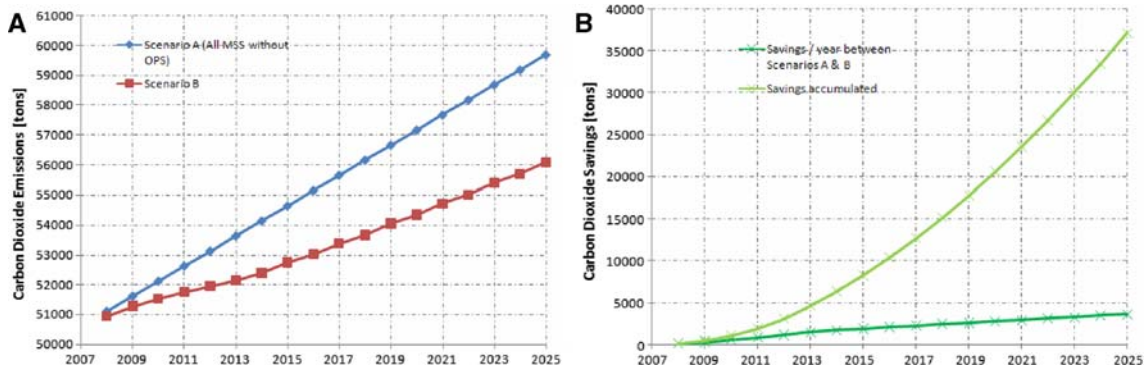 A
Carbon Dioxide Emissions [tons]
61000
60000
59000
58000
57000
56000
55000
54000
53000
52000
51000
50000
Scenario A (All MSS without
OPS)
Scenario B
2007 2009 2011 2013 2015 2017 2019 2021 2023 2025
B
Carbon Dioxide Savings [tons]
40000
35000
30000
25000
20000
15000
10000
5000
0
Savings / year between
Scenarios A & B
Savings accumulated
2007 2009 2011 2013 2015 2017 2019 2021 2023 2025